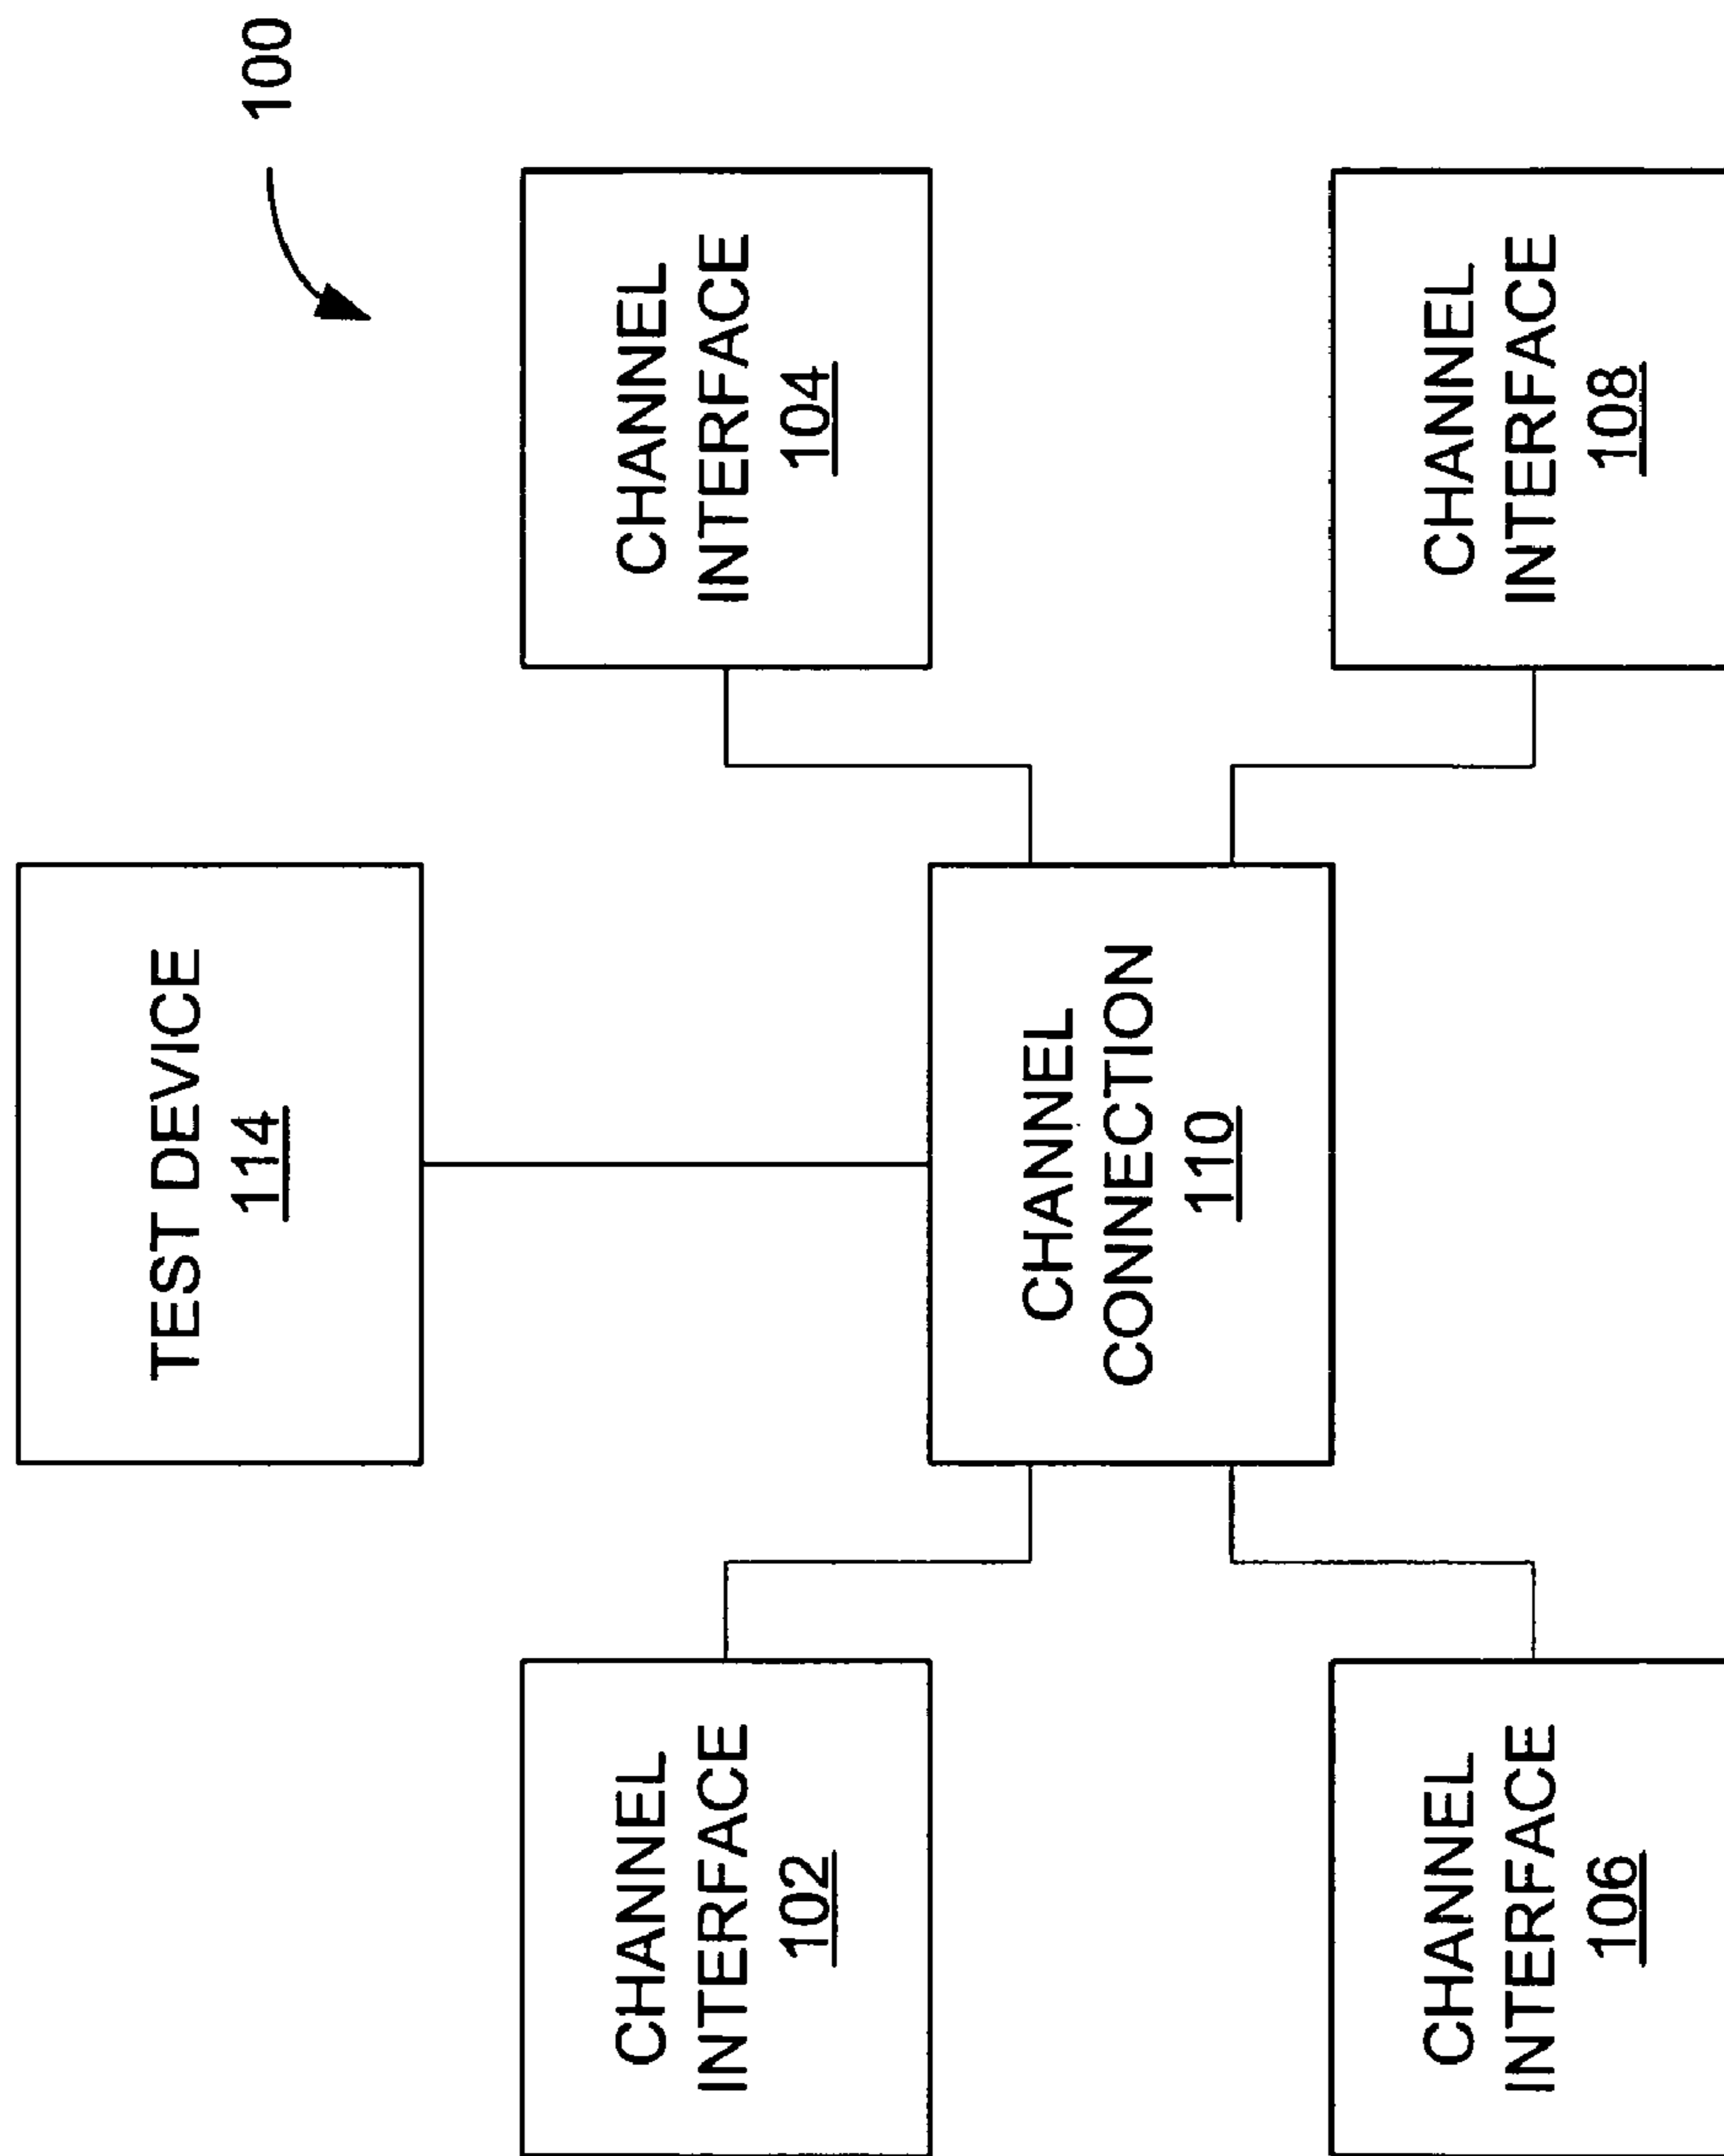 TEST DEVICE
114
100
CHANNEL
INTERFACE
102
CHANNEL
INTERFACE
104
CHANNEL
CONNECTION
110
CHANNEL
INTERFACE
106
CHANNEL
INTERFACE
108